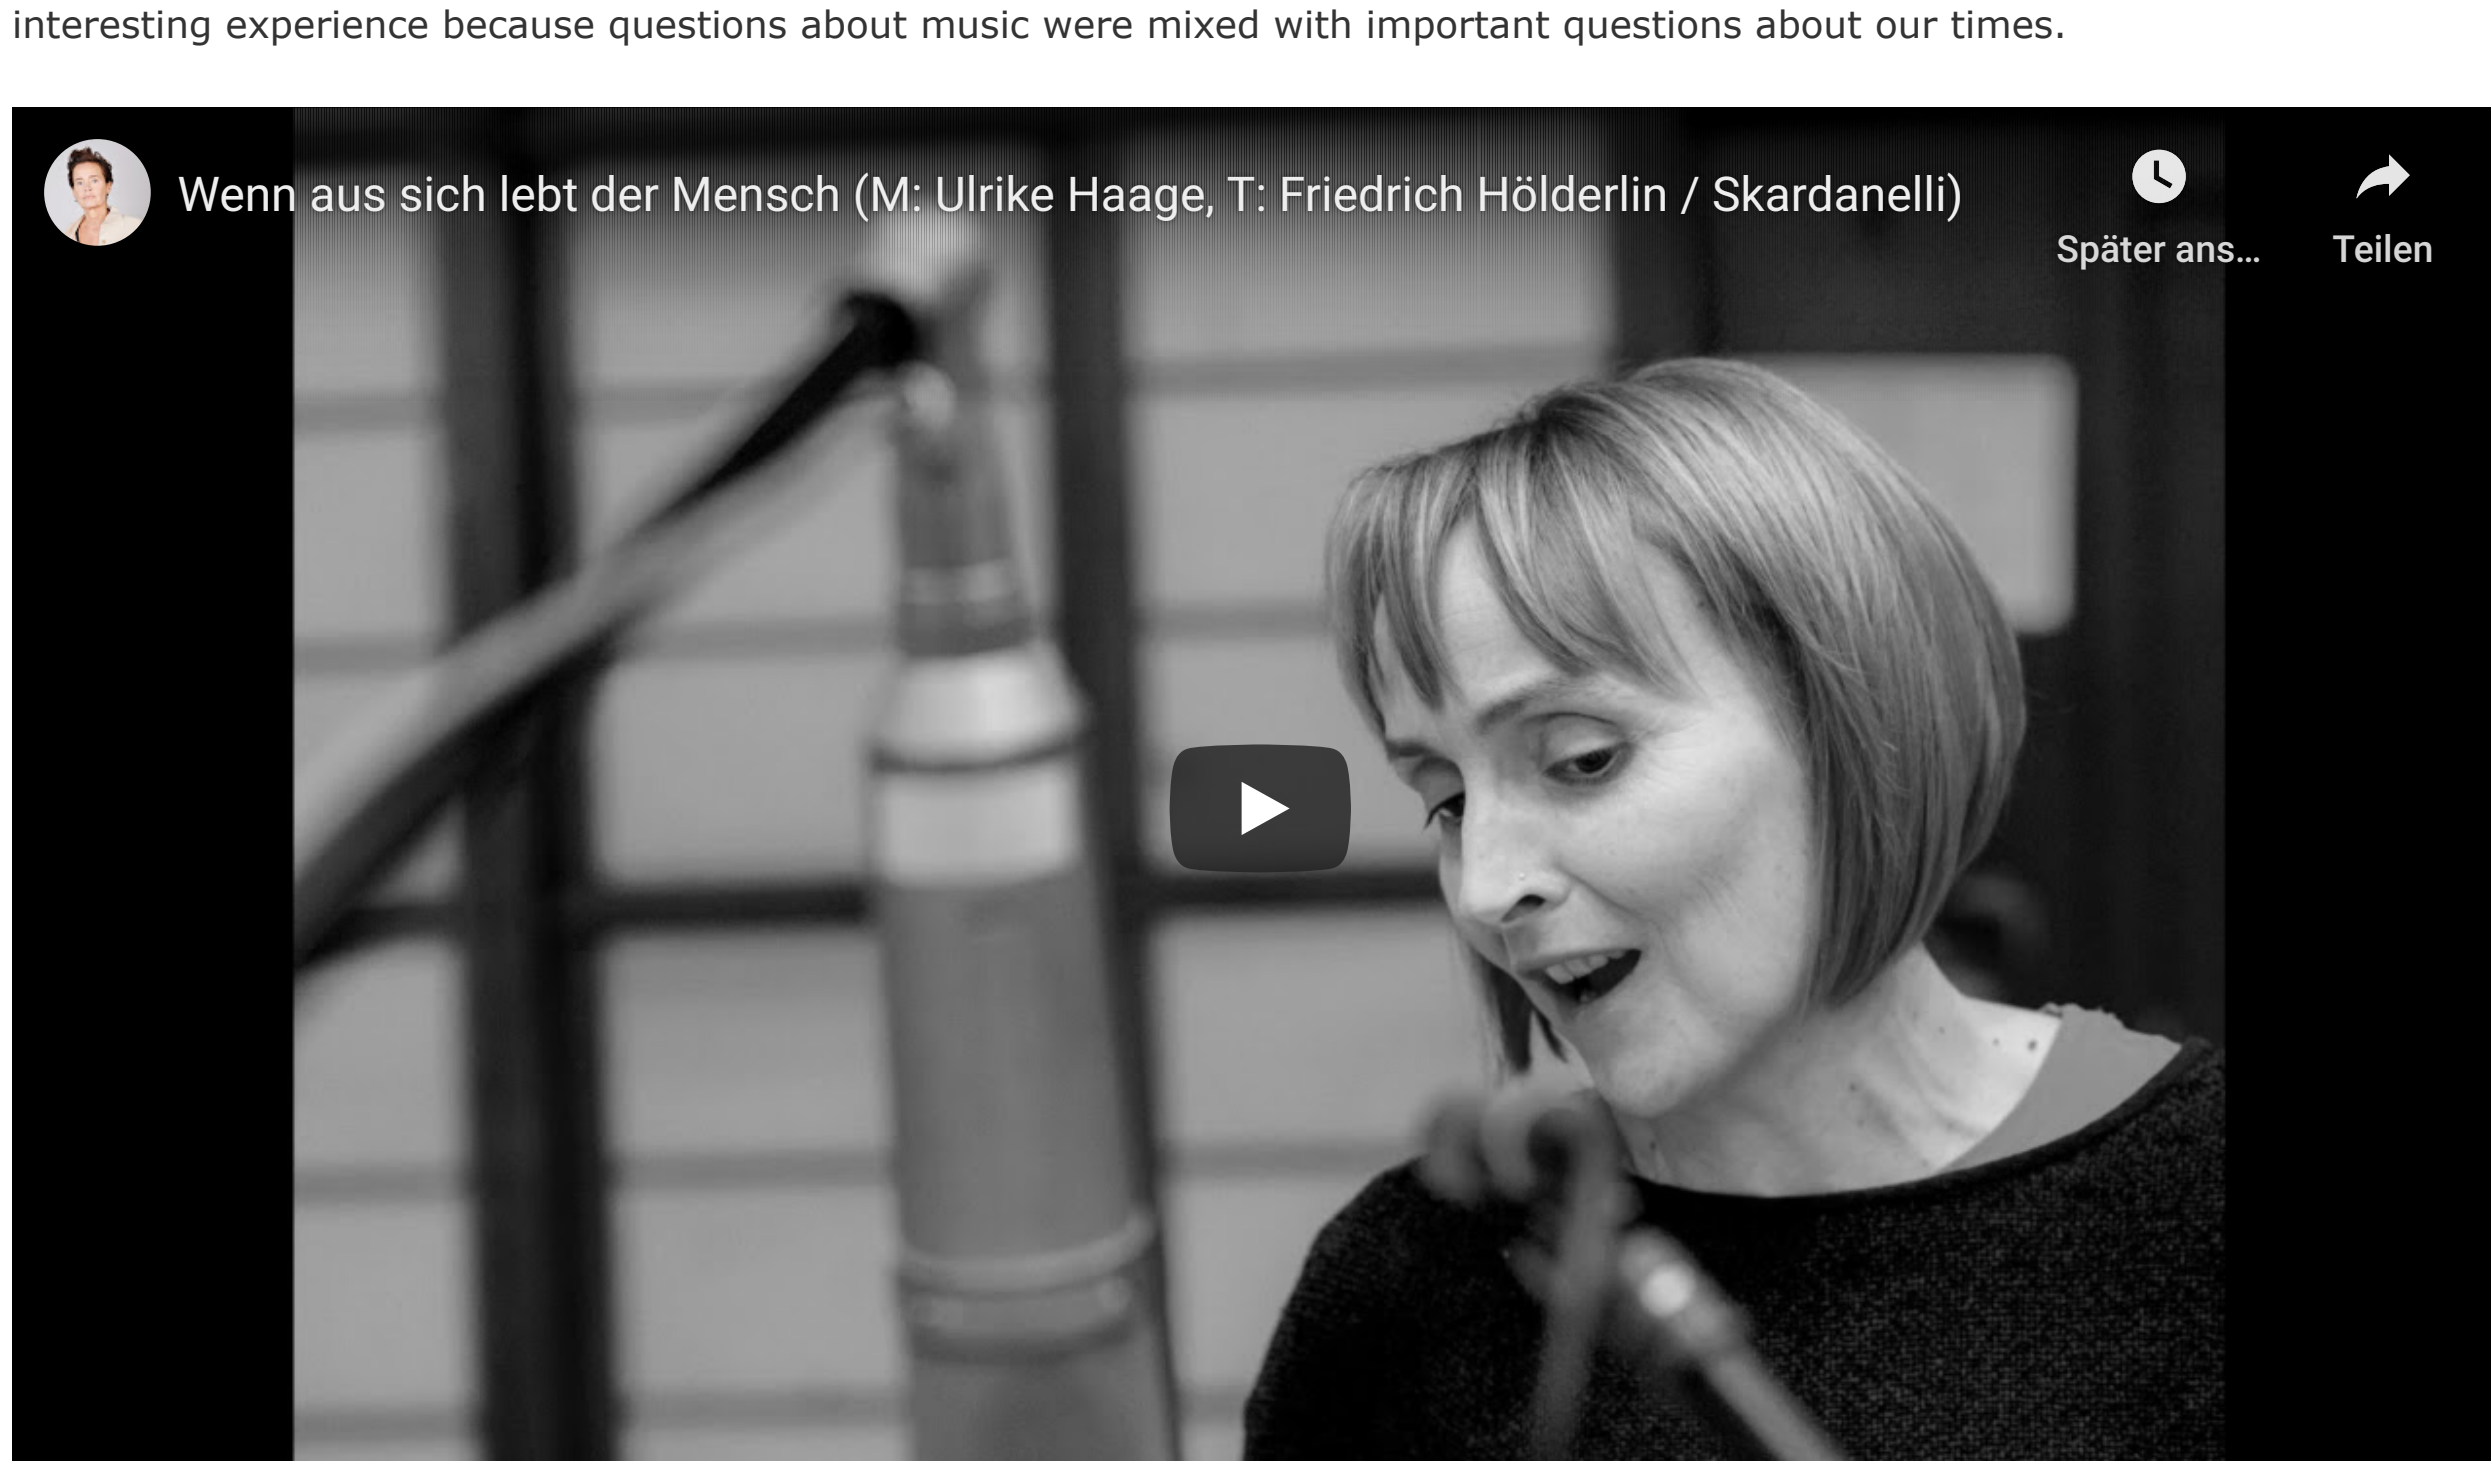 interesting experience because questions about music were mixed with important questions about our times.
Wenn aus sich lebt der Mensch (M: Ulrike Haage, T: Friedrich Hölderlin / Skardanelli)
Später ans...
Teilen